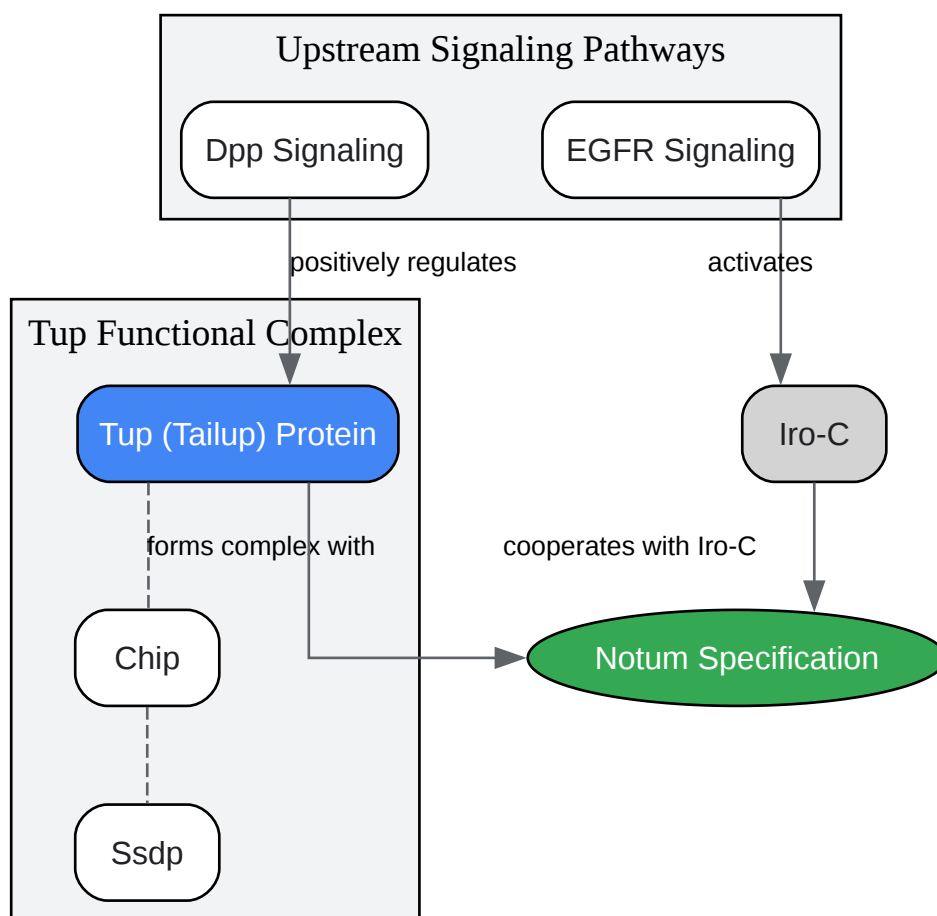 Upstream Signaling Pathways
Dpp Signaling
EGFR Signaling
positively regulates
activates
Tup Functional Complex
Tup (Tailup) Protein
Iro-C
forms complex with
cooperates with Iro-C
Chip
Notum Specification
Ssdp